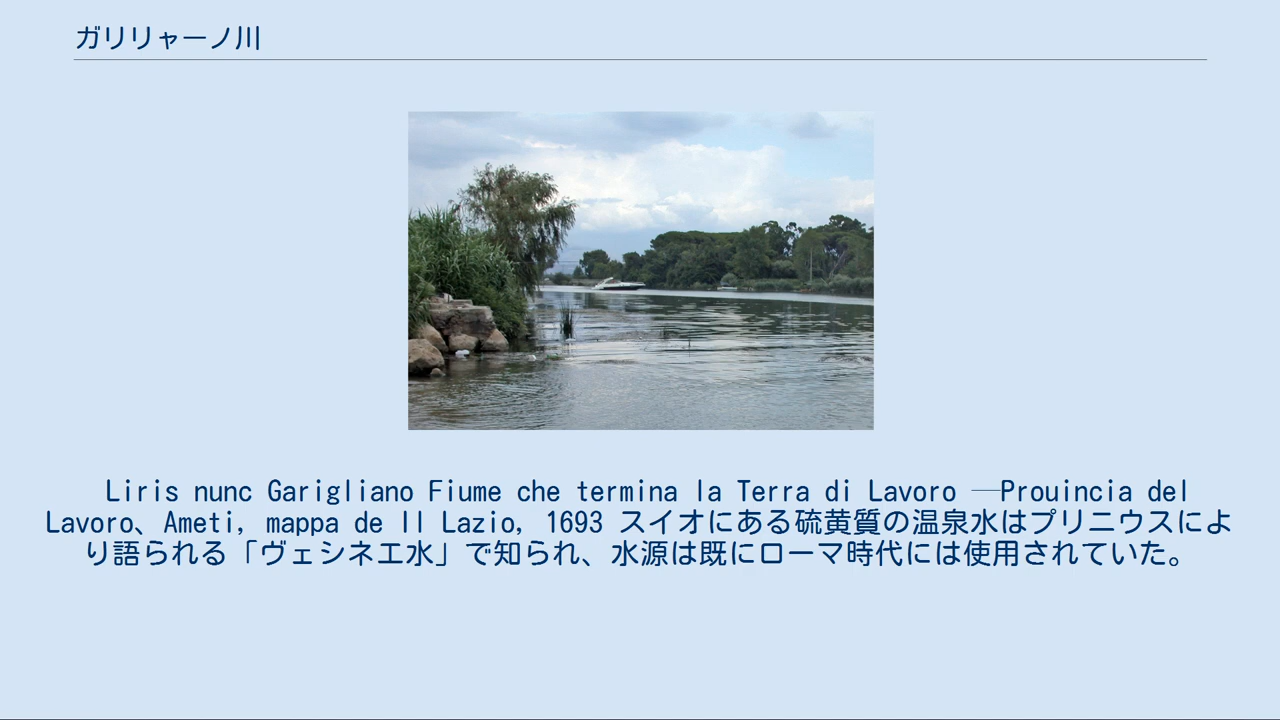 ガリリャーノ川
Liris nunc Garigliano Fiume che termina la Terra di Lavoro ―Prouincia del
Lavoro、Ameti, mappa de Il Lazio, 1693 スイオにある硫黄質の温泉水はプリニウスによ
り語られる「ヴェシネエ水」で知られ、水源は既にローマ時代には使用されていた。